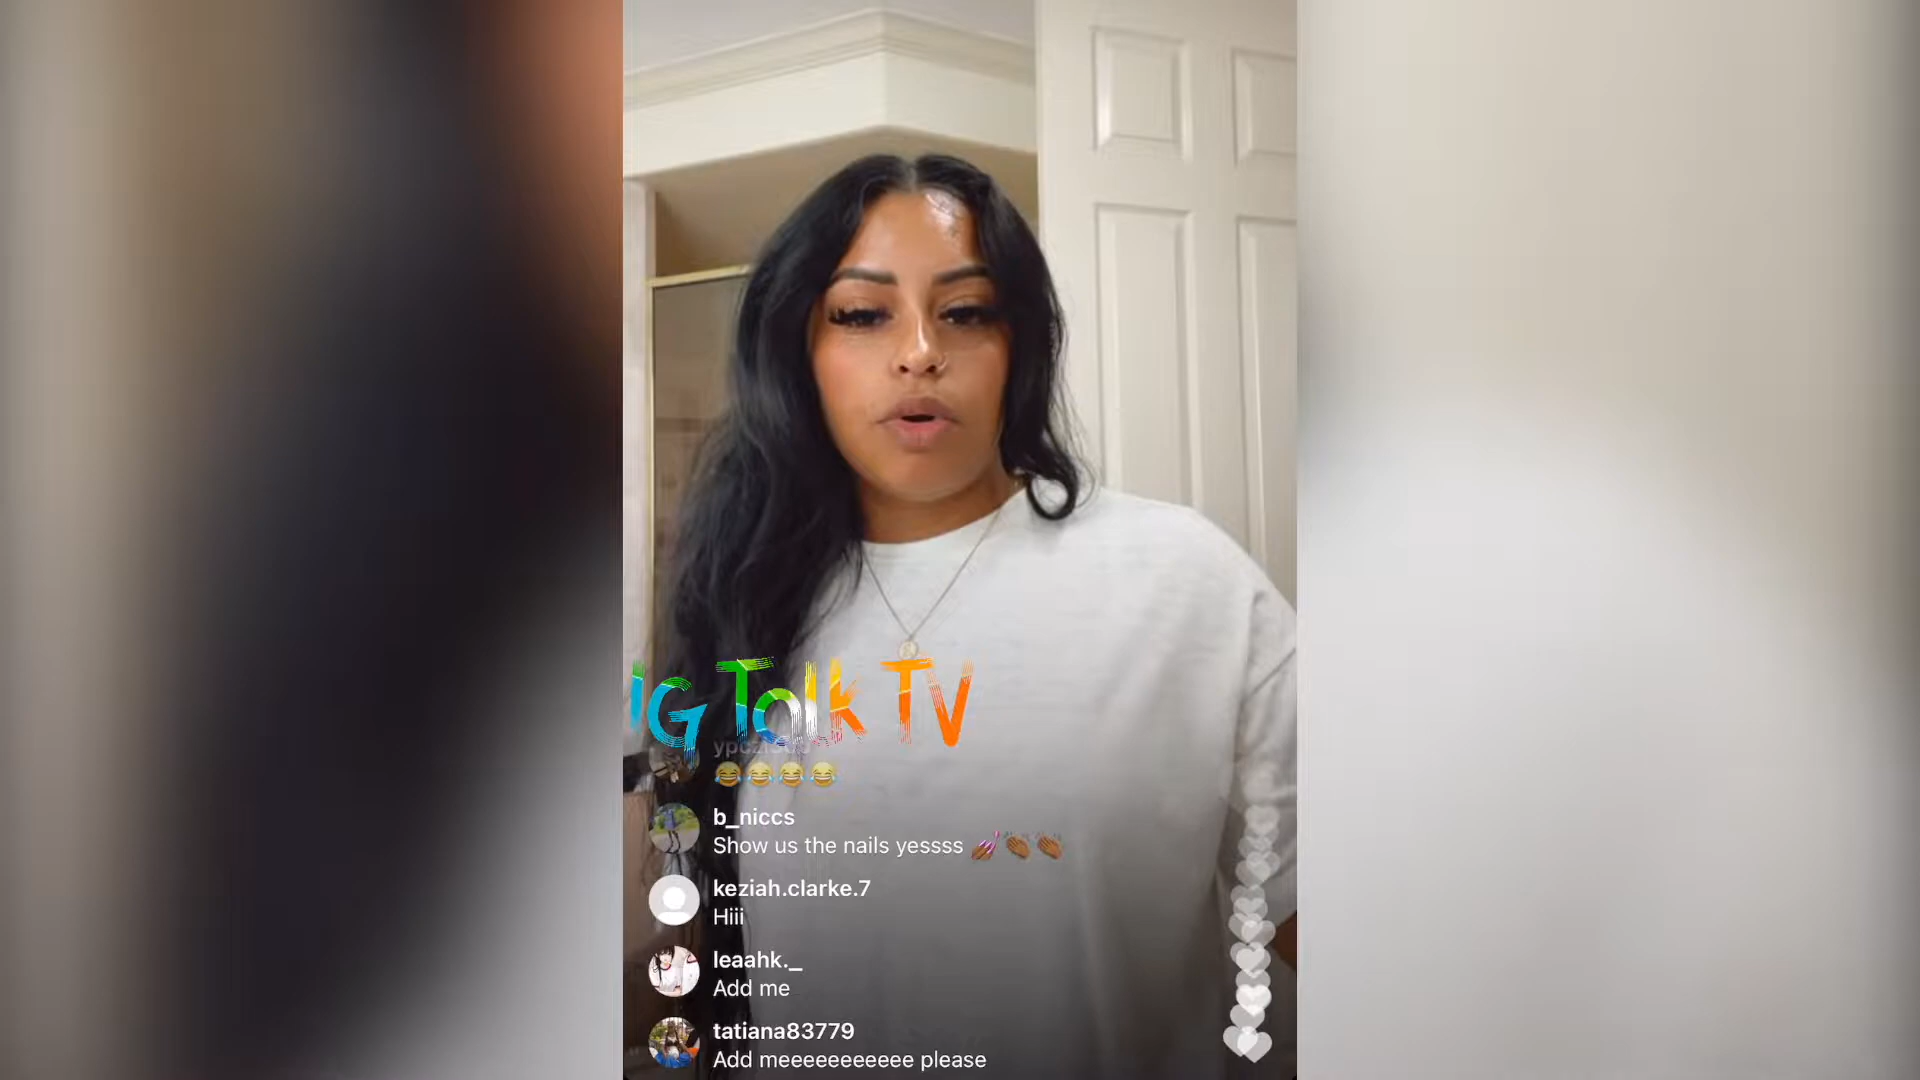 IG Talk TV
😂😂😂😂
b_niccs
Show us the nails yessss 💅🏾👏🏾👏🏾
keziah.clarke.7
Hiii
leaahk._
Add me
tatiana83779
Add meeeeeeeeeee please